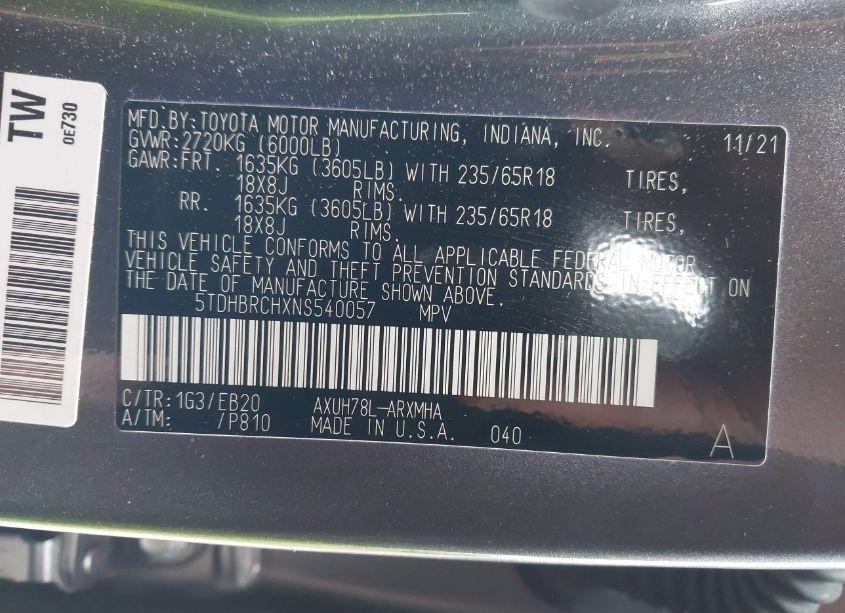 TW
0E730
MFD.BY:TOYOTA MOTOR MANUFACTURING, INDIANA, INC. 11/21
GVWR:2720KG (6000LB)
GAWR:FRT. 1635KG (3605LB) WITH 235/65R18 TIRES,
18X8J RIMS.
RR. 1635KG (3605LB) WITH 235/65R18 TIRES,
18X8J RIMS.
THIS VEHICLE CONFORMS TO ALL APPLICABLE FEDERAL MOTOR
VEHICLE SAFETY AND THEFT PREVENTION STANDARDS IN EFFECT ON
THE DATE OF MANUFACTURE SHOWN ABOVE.
5TDHBRCHXNS540057 MPV
C/TR:1G3/EB20 AXUH78L-ARXMHA
A/TM: /P810 MADE IN U.S.A. 040 A